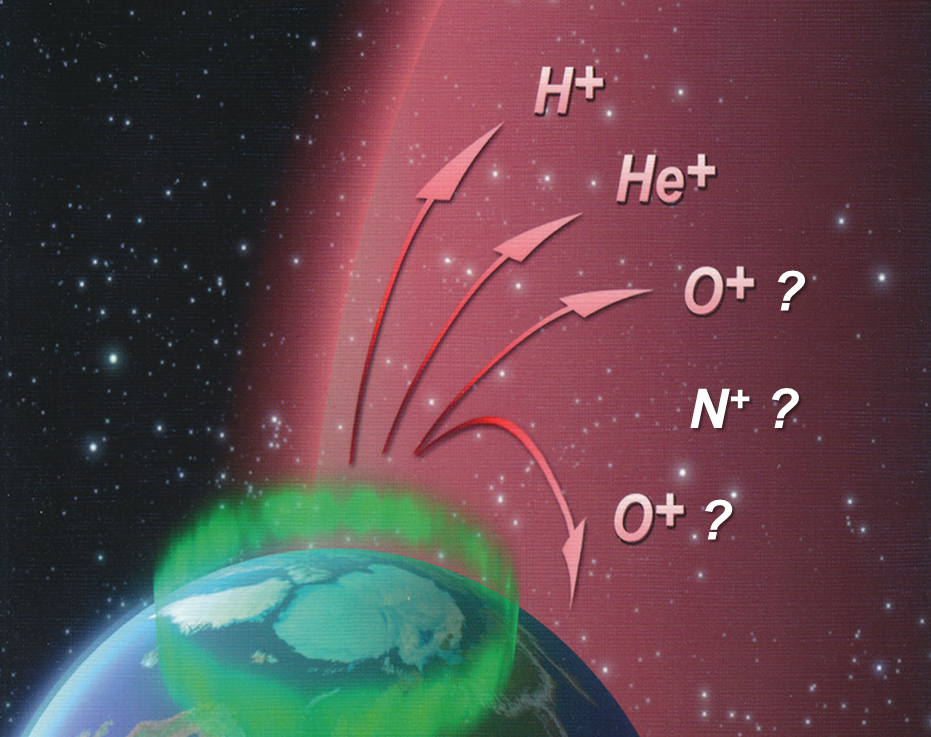 H+
He+
O+ ?
N+ ?
O+ ?